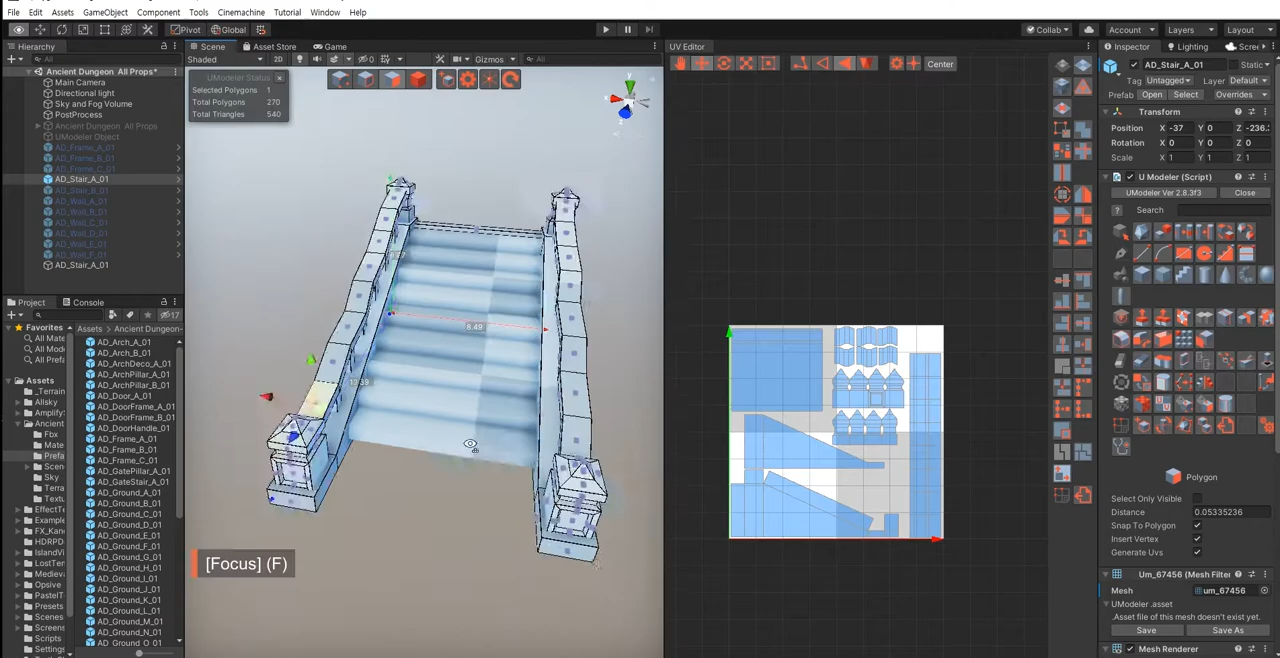 File Edit Assets GameObject Component Tools Cinemachine Tutorial Window Help
Pivot Global Collab Account Layers Layout
Hierarchy
All
Ancient Dungeon All Props*
Main Camera
Directional light
Sky and Fog Volume
PostProcess
Ancient Dungeon All Props
UModeler Object
AD_Frame_A_01
AD_Frame_B_01
AD_Frame_C_01
AD_Stair_A_01
AD_Stair_B_01
AD_Wall_A_01
AD_Wall_B_01
AD_Wall_C_01
AD_Wall_D_01
AD_Wall_E_01
AD_Wall_F_01
AD_Stair_A_01
Project Console
17
Favorites
All Mate
All Mode
All Prefa
Assets
_Terrain
Allsky
Amplify
Ancient
Fbx
Mate
Prefa
Scen
Sky
Terra
Textu
EffectTe
Example
FX_Kan
HDRPD
IslandVi
LostTem
Medieva
Opsive
PastelT
Presets
Scenes
Screens
Scripts
Settings
Assets > Ancient Dungeon-
AD_Arch_A_01
AD_Arch_B_01
AD_ArchDeco_A_01
AD_ArchPillar_A_01
AD_ArchPillar_B_01
AD_Door_A_01
AD_DoorFrame_A_01
AD_DoorFrame_B_01
AD_DoorHandle_01
AD_Frame_A_01
AD_Frame_B_01
AD_Frame_C_01
AD_GatePillar_A_01
AD_GateStair_A_01
AD_Ground_A_01
AD_Ground_B_01
AD_Ground_C_01
AD_Ground_D_01
AD_Ground_E_01
AD_Ground_F_01
AD_Ground_G_01
AD_Ground_H_01
AD_Ground_I_01
AD_Ground_J_01
AD_Ground_K_01
AD_Ground_L_01
AD_Ground_M_01
AD_Ground_N_01
AD_Ground_O_01
Scene Asset Store Game
Shaded 2D 0 Gizmos All
UModeler Status
Selected Polygons 1
Total Polygons 270
Total Triangles 540
y
x
z
8.49
[Focus] (F)
UV Editor
Center
Inspector Lighting Scree
AD_Stair_A_01 Static
Tag Untagged Layer Default
Prefab Open Select Overrides
Transform
Position X -37 Y 0 Z -236.
Rotation X 0 Y 0 Z 0
Scale X 1 Y 1 Z 1
U Modeler (Script)
UModeler Ver 2.8.3f3 Close
? Search
Polygon
Select Only Visible
Distance 0.05335236
Snap To Polygon
Insert Vertex
Generate Uvs
Um_67456 (Mesh Filter
Mesh um_67456
UModeler .asset
.Asset file of this mesh doesn't exist yet.
Save Save As
Mesh Renderer